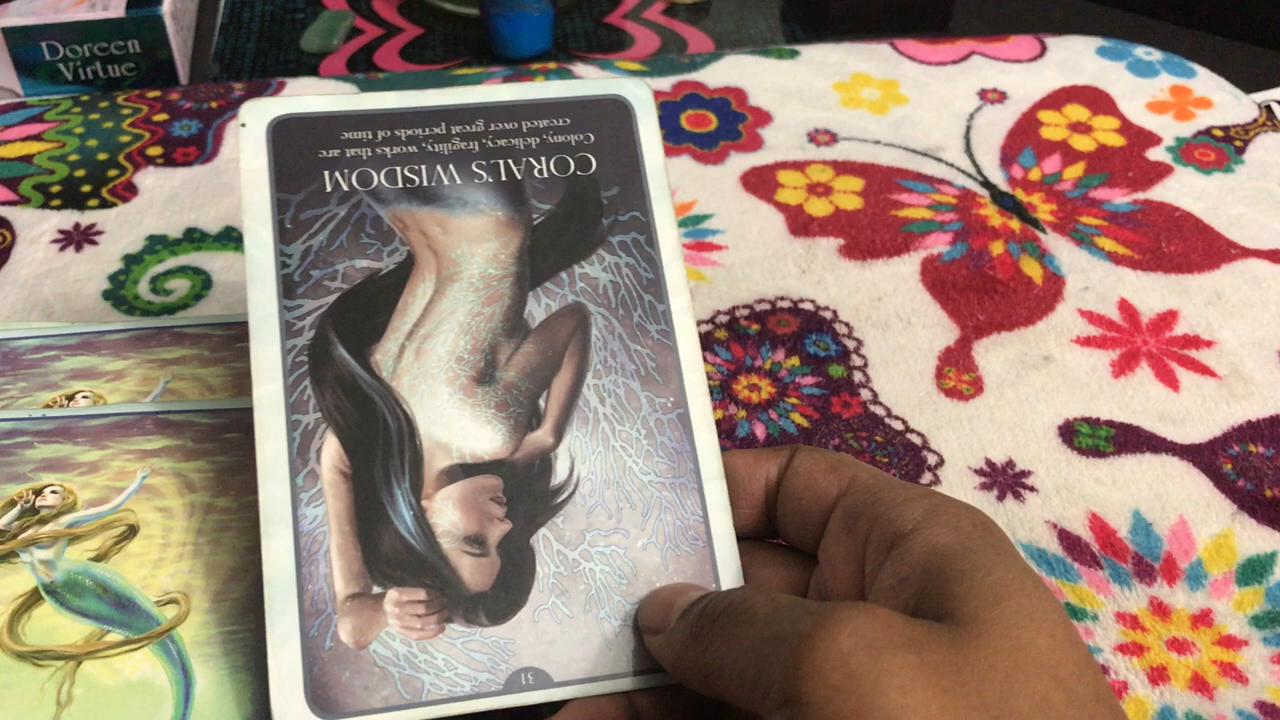 Doreen
Virtue
31
CORAL'S WISDOM
Colony, delicacy, fragility, works that are
created over great periods of time